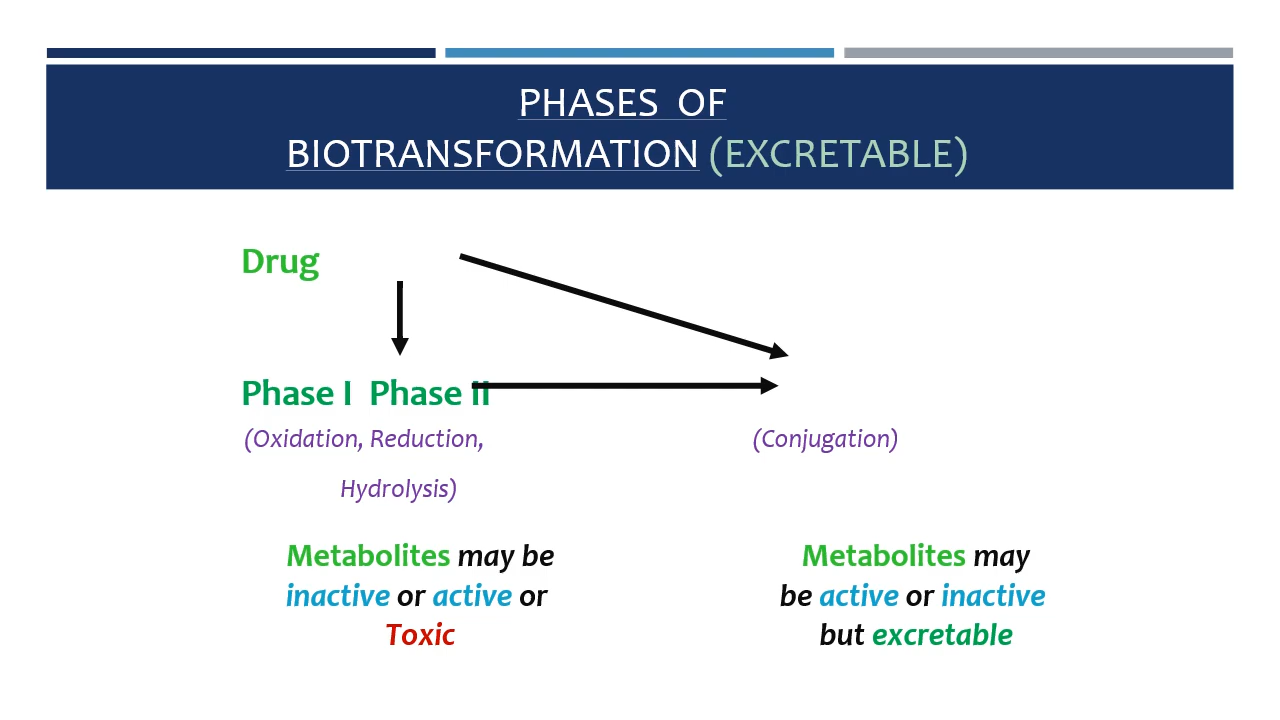 PHASES OF
BIOTRANSFORMATION (EXCRETABLE)
Drug
Phase I Phase II
(Oxidation, Reduction,
Hydrolysis)
(Conjugation)
Metabolites may be
inactive or active or
Toxic
Metabolites may
be active or inactive
but excretable